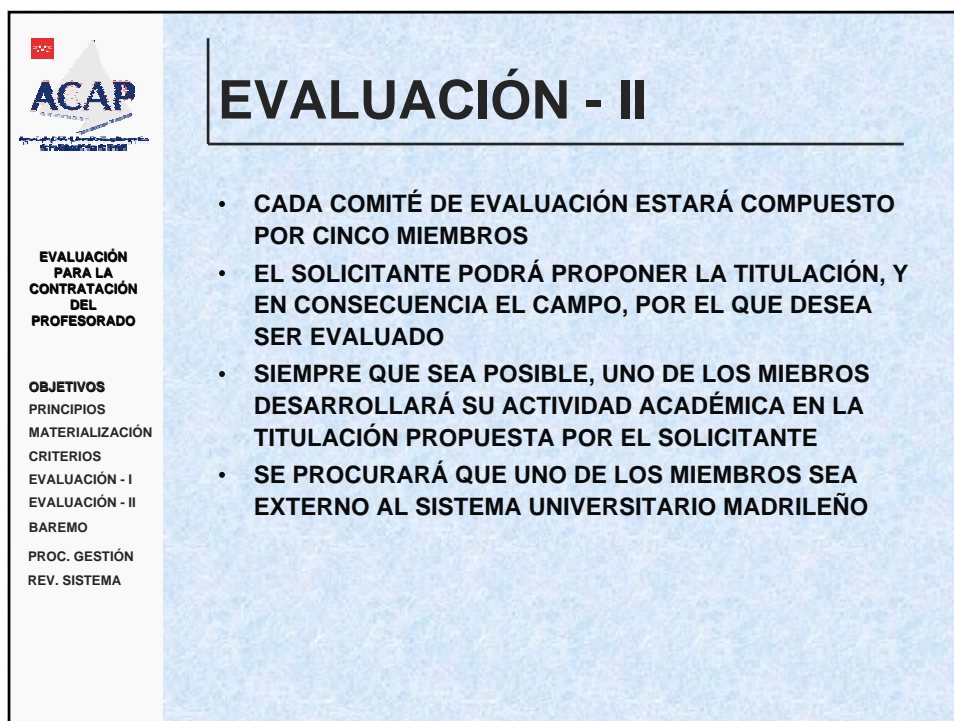 ACAP
EVALUACIÓN
PARA LA
CONTRATACIÓN
DEL
PROFESORADO
OBJETIVOS
PRINCIPIOS
MATERIALIZACIÓN
CRITERIOS
EVALUACIÓN - I
EVALUACIÓN - II
BAREMO
PROC. GESTIÓN
REV. SISTEMA
EVALUACIÓN - II
• CADA COMITÉ DE EVALUACIÓN ESTARÁ COMPUESTO
POR CINCO MIEMBROS
• EL SOLICITANTE PODRÁ PROPONER LA TITULACIÓN, Y
EN CONSECUENCIA EL CAMPO, POR EL QUE DESEA
SER EVALUADO
• SIEMPRE QUE SEA POSIBLE, UNO DE LOS MIEBROS
DESARROLLARÁ SU ACTIVIDAD ACADÉMICA EN LA
TITULACIÓN PROPUESTA POR EL SOLICITANTE
• SE PROCURARÁ QUE UNO DE LOS MIEMBROS SEA
EXTERNO AL SISTEMA UNIVERSITARIO MADRILEÑO